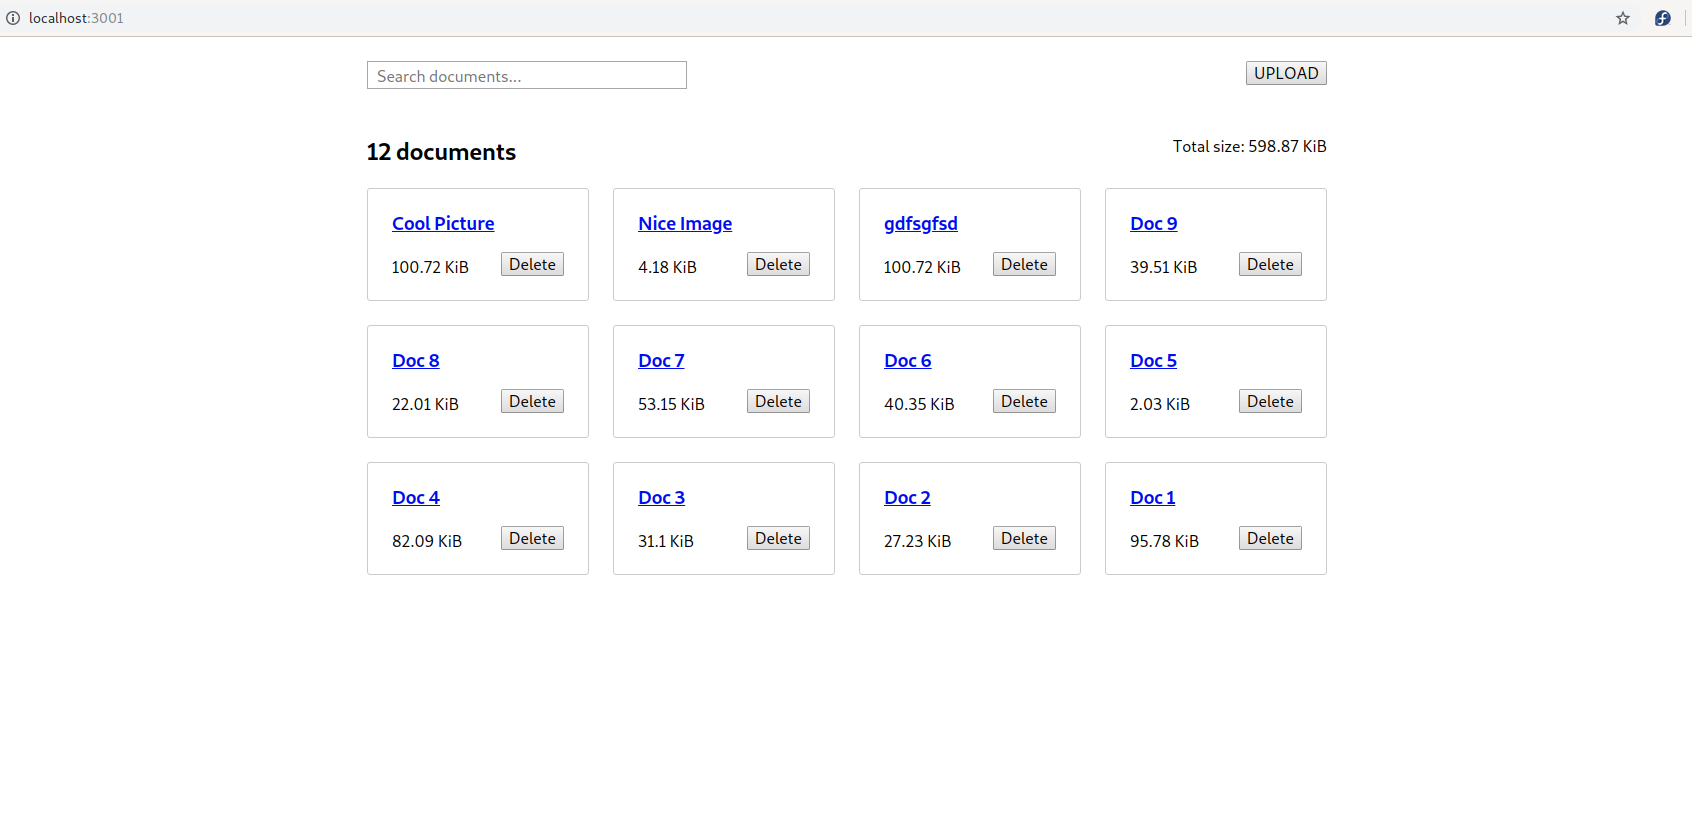 localhost:3001
Search documents...
UPLOAD
12 documents
Total size: 598.87 KiB
Cool Picture
100.72 KiB
Delete
Nice Image
4.18 KiB
Delete
gdfsgfsd
100.72 KiB
Delete
Doc 9
39.51 KiB
Delete
Doc 8
22.01 KiB
Delete
Doc 7
53.15 KiB
Delete
Doc 6
40.35 KiB
Delete
Doc 5
2.03 KiB
Delete
Doc 4
82.09 KiB
Delete
Doc 3
31.1 KiB
Delete
Doc 2
27.23 KiB
Delete
Doc 1
95.78 KiB
Delete